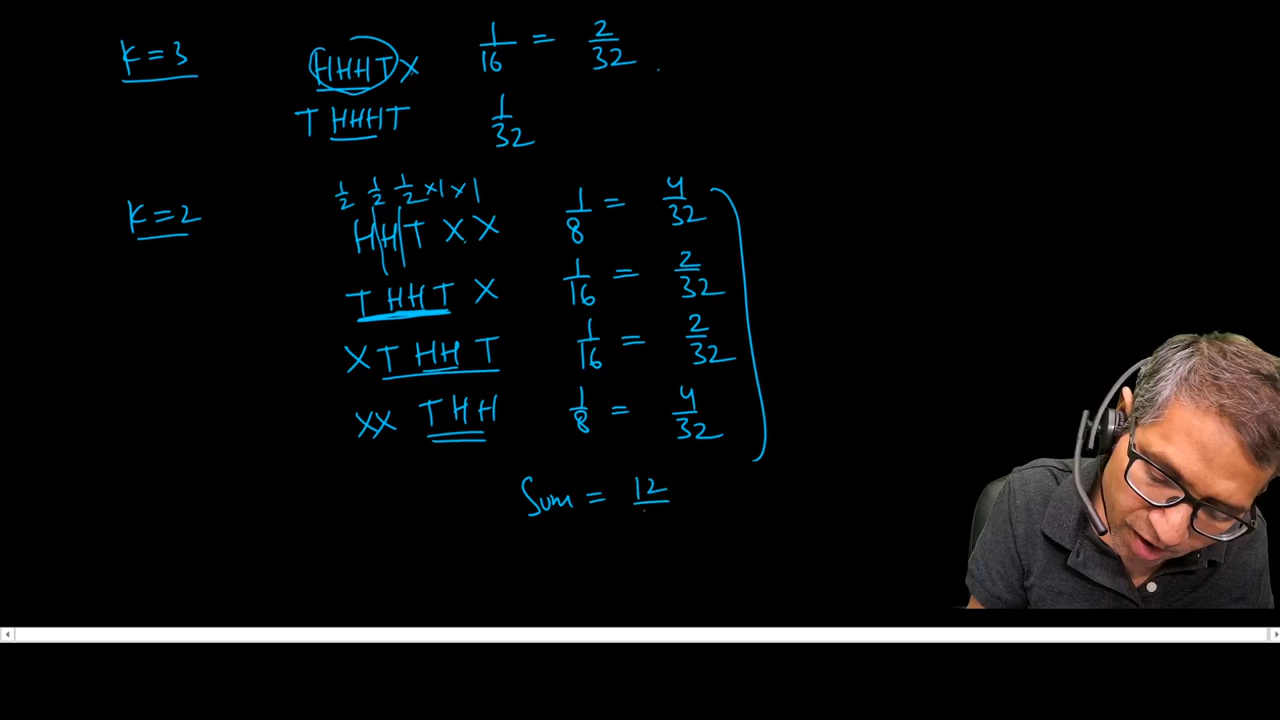 K = 3 HHHT X 1/16 = 2/32 .
T HHHT 1/32
1/2 1/2 1/2 × 1 × 1
K = 2 HHT X X 1/8 = 4/32
T HHT X 1/16 = 2/32
X T HH T 1/16 = 2/32
XX THH 1/8 = 4/32
Sum = 12